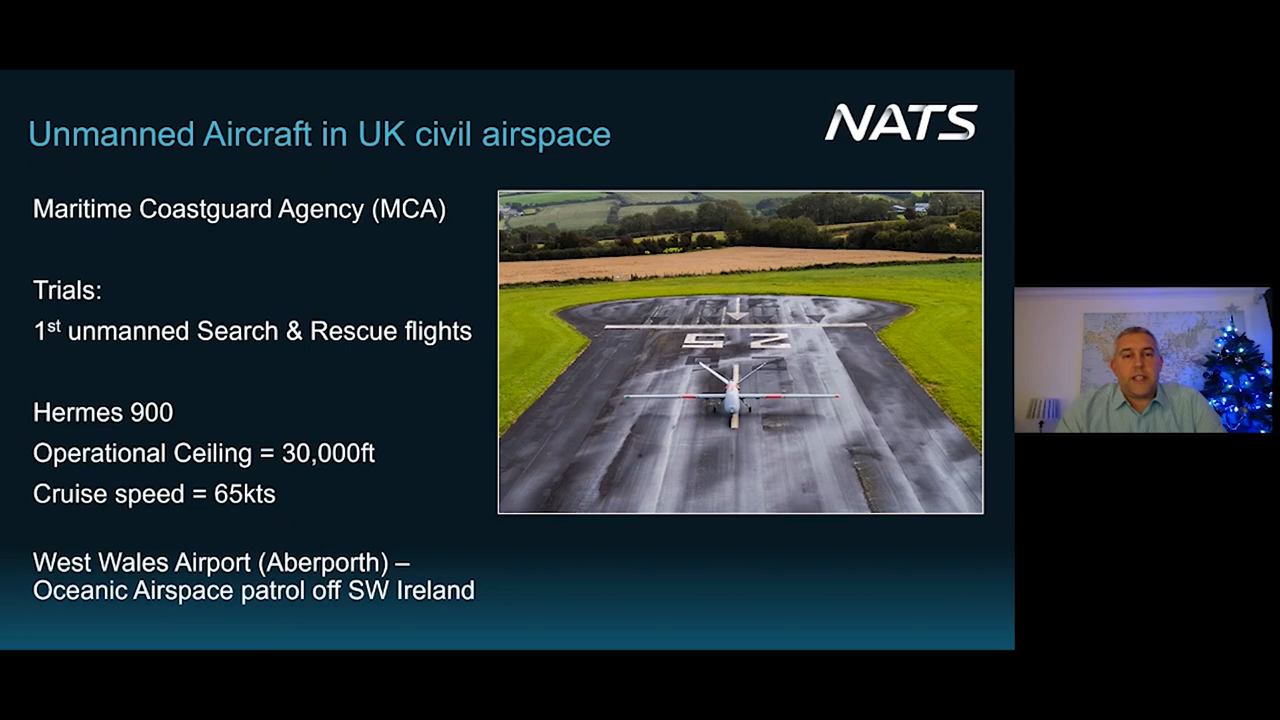 NATS
Unmanned Aircraft in UK civil airspace
Maritime Coastguard Agency (MCA)
Trials:
1st unmanned Search & Rescue flights
Hermes 900
Operational Ceiling = 30,000ft
Cruise speed = 65kts
West Wales Airport (Aberporth) –
Oceanic Airspace patrol off SW Ireland
25